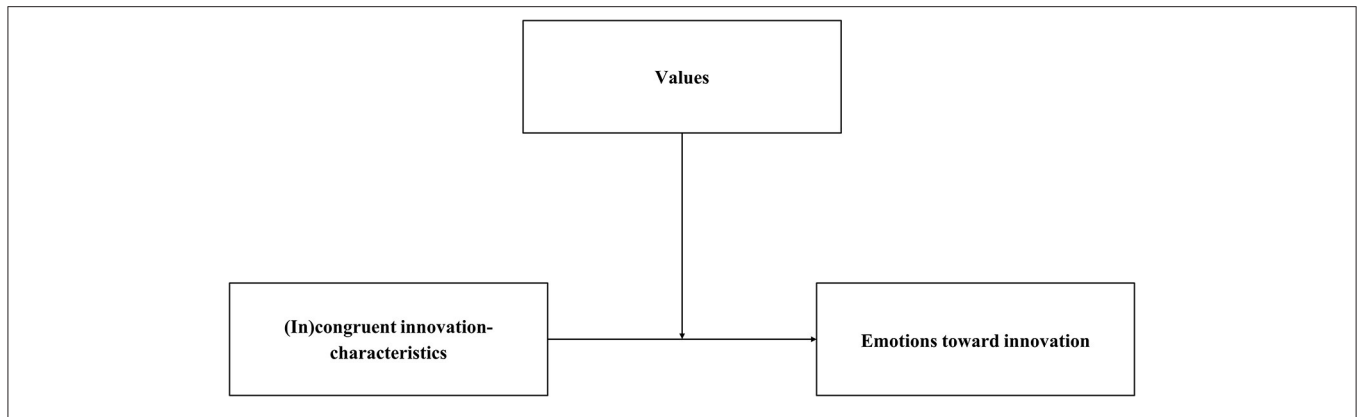 Values
(In)congruent innovation-
characteristics
Emotions toward innovation